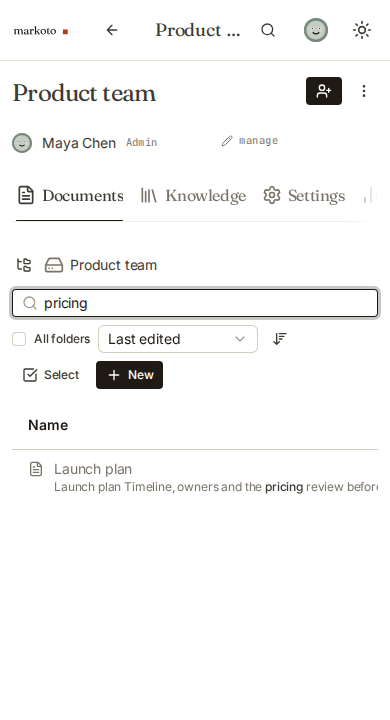 markoto
Product ...
Product team
Maya Chen Admin manage
Documents Knowledge Settings
Product team
pricing
All folders Last edited
Select New
Name
Launch plan
Launch plan Timeline, owners and the pricing review before